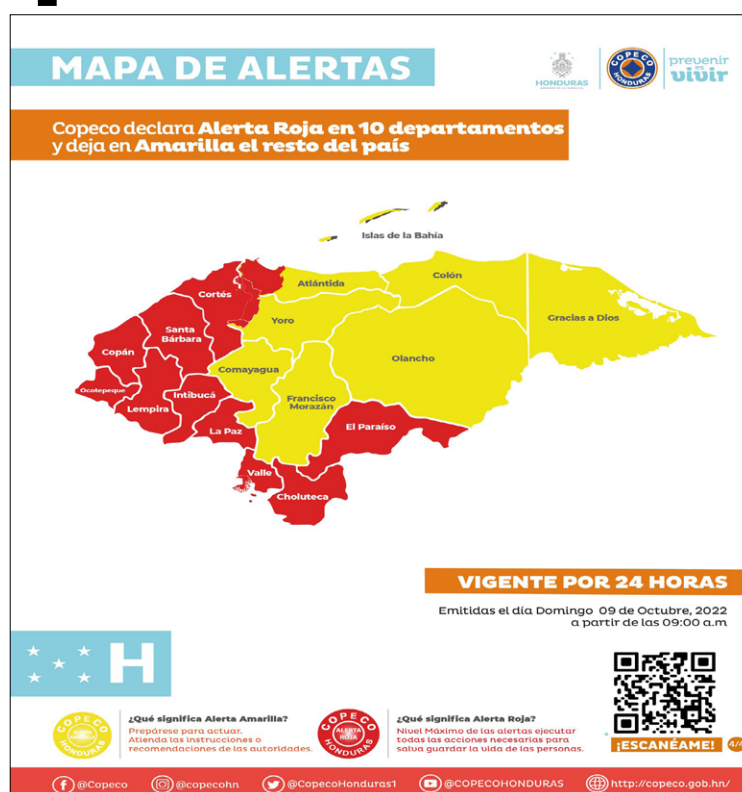 MAPA DE ALERTAS
HONDURAS
COPECO
HONDURAS
prevenir
es
vivir
Copeco declara Alerta Roja en 10 departamentos
y deja en Amarilla el resto del país
Islas de la Bahía
Cortés
Atlántida
Colón
Yoro
Gracias a Dios
Santa
Bárbara
Copán
Olancho
Comayagua
Ocotepeque
Intibucá
Lempira
Francisco
Morazán
La Paz
El Paraíso
Valle
Choluteca
VIGENTE POR 24 HORAS
Emitidas el día Domingo 09 de Octubre, 2022
a partir de las 09:00 a.m
H
COPECO
HONDURAS
¿Qué significa Alerta Amarilla?
Prepárese para actuar.
Atienda las instrucciones o
recomendaciones de las autoridades.
COPECO
ALERTA
ROJA
HONDURAS
¿Qué significa Alerta Roja?
Nivel Máximo de las alertas ejecutar
todas las acciones necesarias para
salva guardar la vida de las personas.
¡ESCANÉAME!
4/4
@Copeco
@copecohn
@CopecoHonduras1
@COPECOHONDURAS
http://copeco.gob.hn/